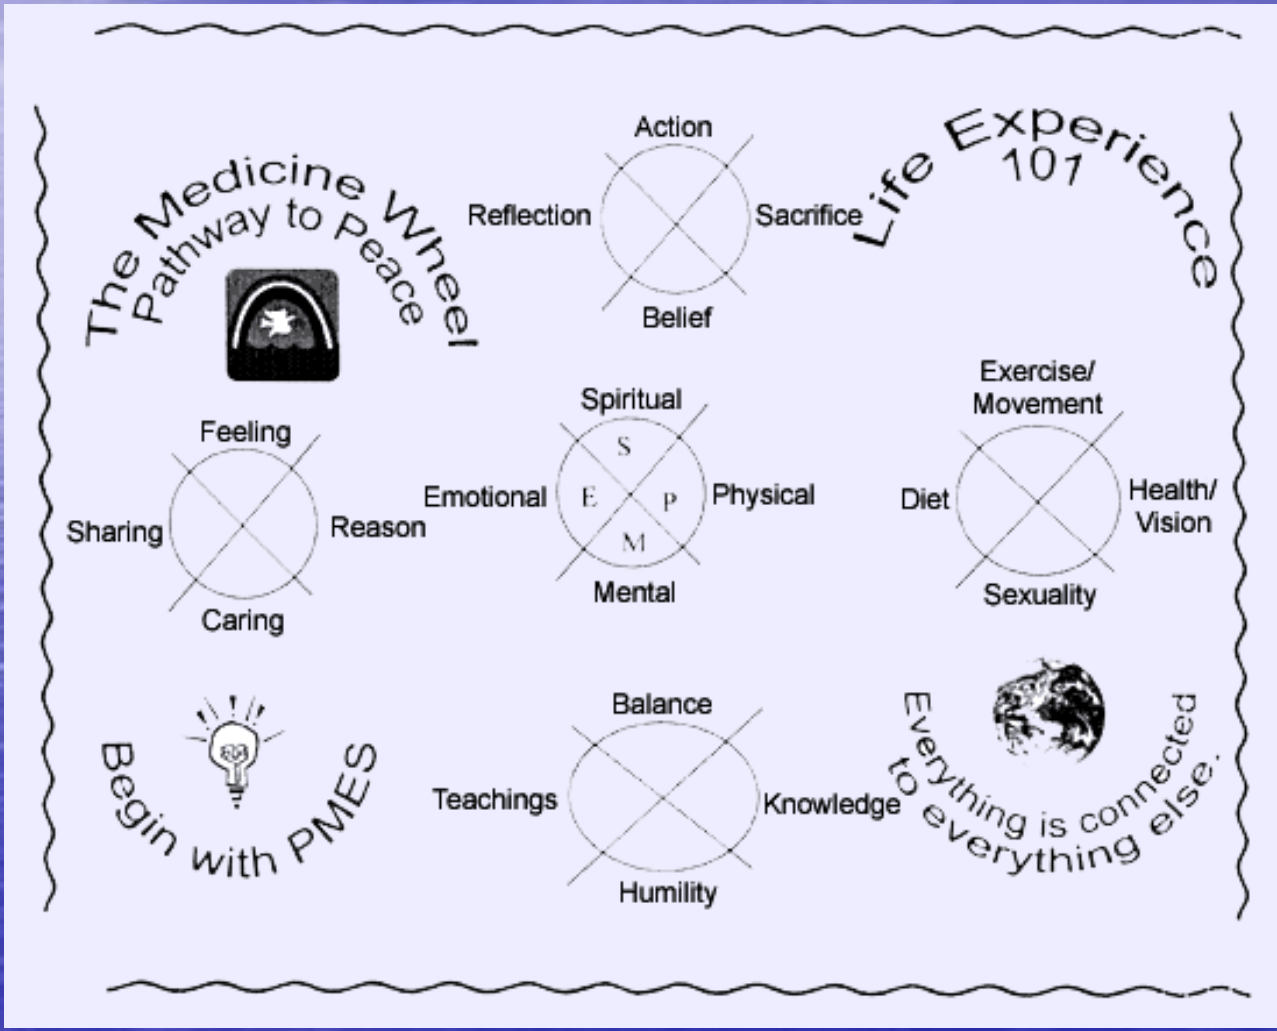 The Medicine Wheel
Pathway to Peace
Action
Reflection
Sacrifice
Belief
Life Experience
101
Feeling
Sharing
Reason
Caring
Spiritual
S
Emotional
E
P
Physical
M
Mental
Exercise/
Movement
Diet
Health/
Vision
Sexuality
Begin with PMES
Balance
Teachings
Knowledge
Humility
Everything is connected
to everything else.